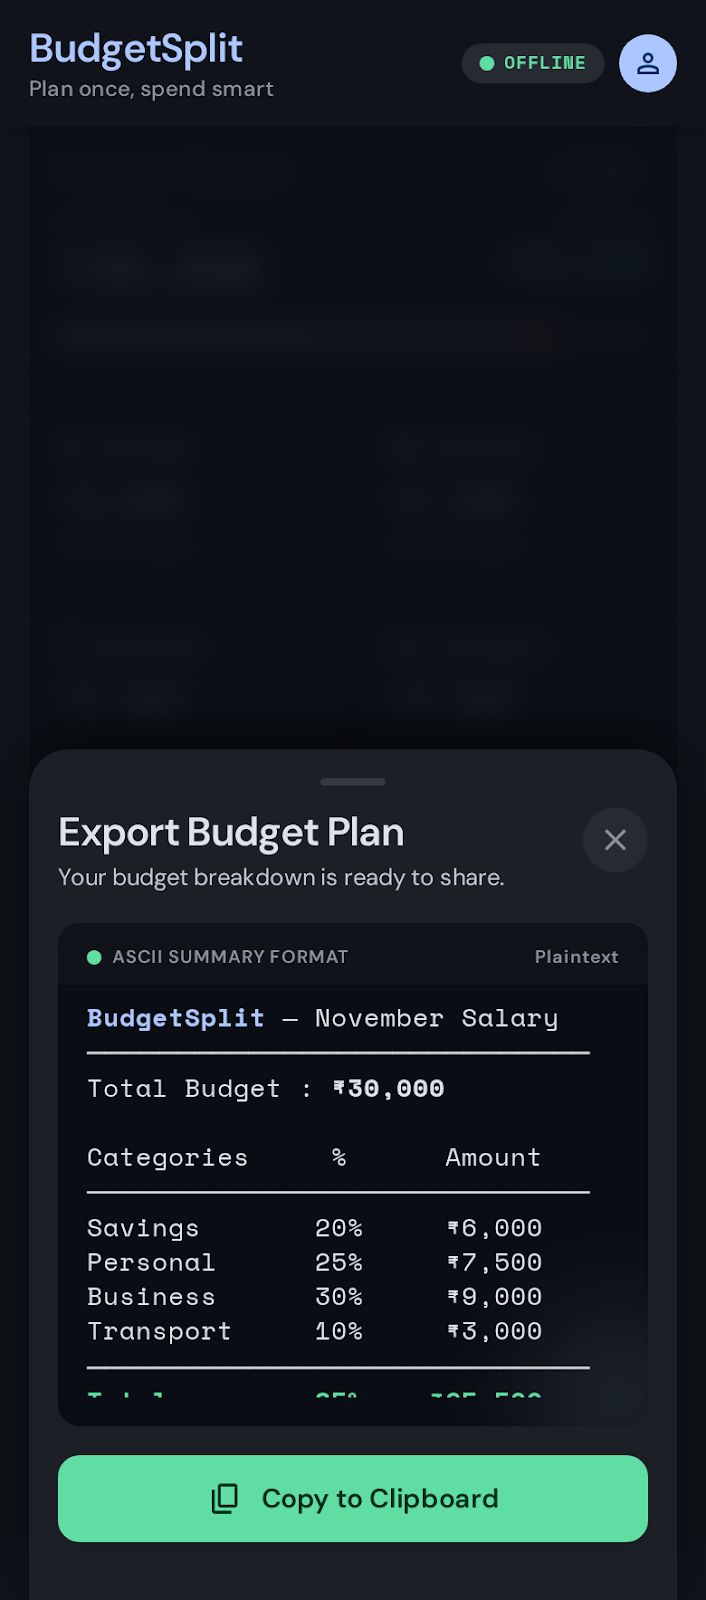 BudgetSplit
Plan once, spend smart
OFFLINE
Export Budget Plan
Your budget breakdown is ready to share.
ASCII SUMMARY FORMAT Plaintext
BudgetSplit — November Salary
Total Budget : ₹30,000
Categories % Amount
Savings 20% ₹6,000
Personal 25% ₹7,500
Business 30% ₹9,000
Transport 10% ₹3,000
Copy to Clipboard